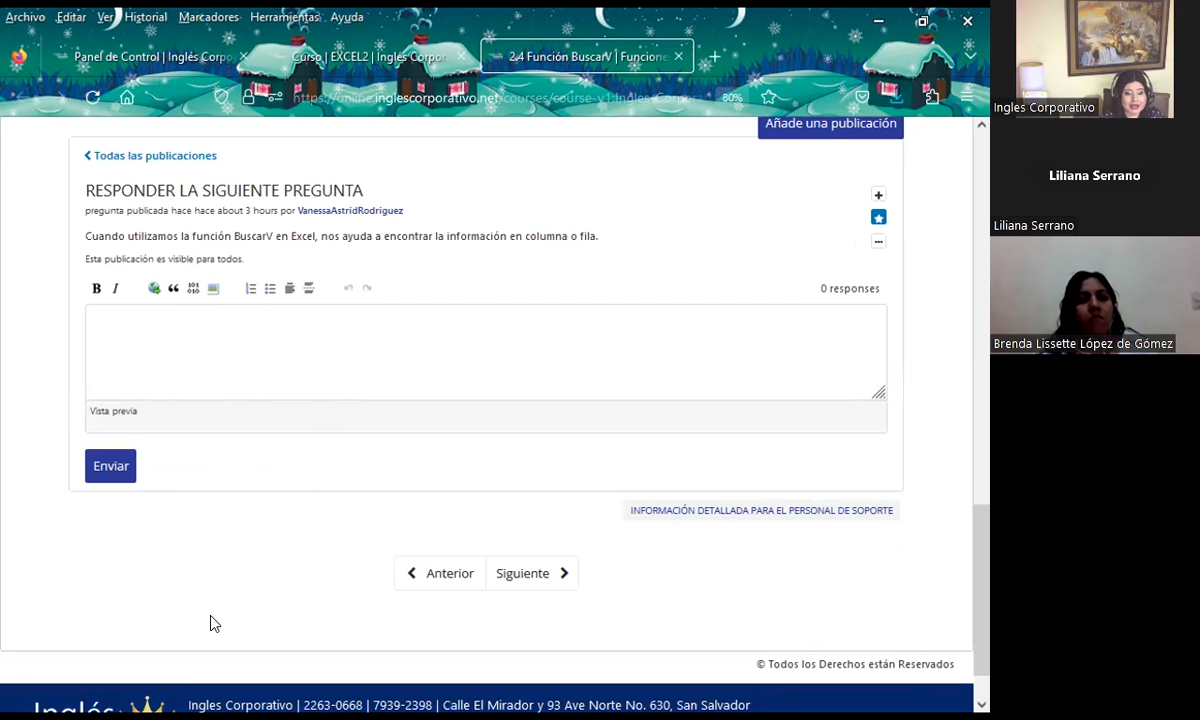 Archivo Editar Ver Historial Marcadores Herramientas Ayuda
Panel de Control | Inglés Corpo
Curso | EXCEL2 | Inglés Corpor
2.4 Función BuscarV | Funcione
https://online.inglescorporativo.net/courses/course-v1:Ingles-Corpor
80%
Añade una publicación
Todas las publicaciones
RESPONDER LA SIGUIENTE PREGUNTA
pregunta publicada hace hace about 3 hours por VanessaAstridRodriguez
Cuando utilizamos la función BuscarV en Excel, nos ayuda a encontrar la información en columna o fila.
Esta publicación es visible para todos.
B I
0 responses
Vista previa
Enviar
INFORMACIÓN DETALLADA PARA EL PERSONAL DE SOPORTE
Anterior Siguiente
© Todos los Derechos están Reservados
Inglés
Ingles Corporativo | 2263-0668 | 7939-2398 | Calle El Mirador y 93 Ave Norte No. 630, San Salvador
Ingles Corporativo
Liliana Serrano
Liliana Serrano
Brenda Lissette López de Gómez